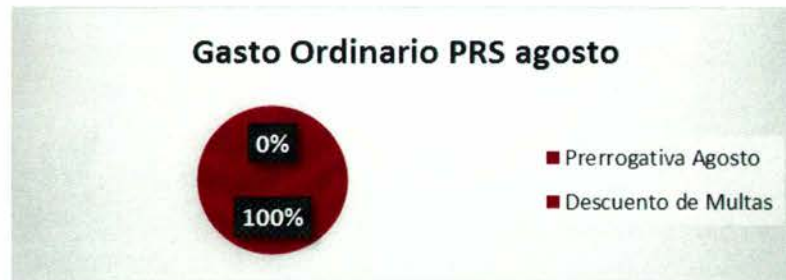 Gasto Ordinario PRS agosto
0%
100%
Prerrogativa Agosto
Descuento de Multas